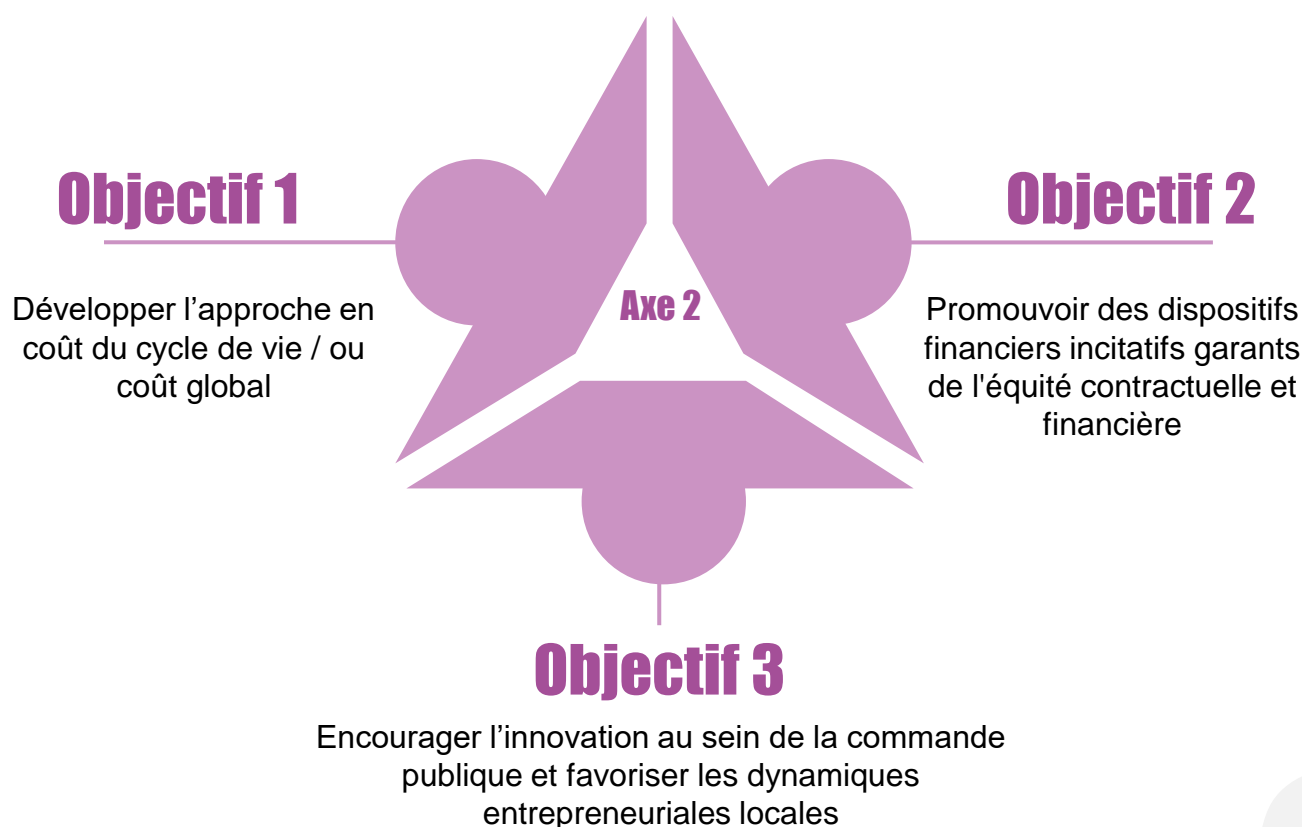 Objectif 1
Développer l’approche en
coût du cycle de vie / ou
coût global
Axe 2
Objectif 2
Promouvoir des dispositifs
financiers incitatifs garants
de l'équité contractuelle et
financière
Objectif 3
Encourager l’innovation au sein de la commande
publique et favoriser les dynamiques
entrepreneuriales locales